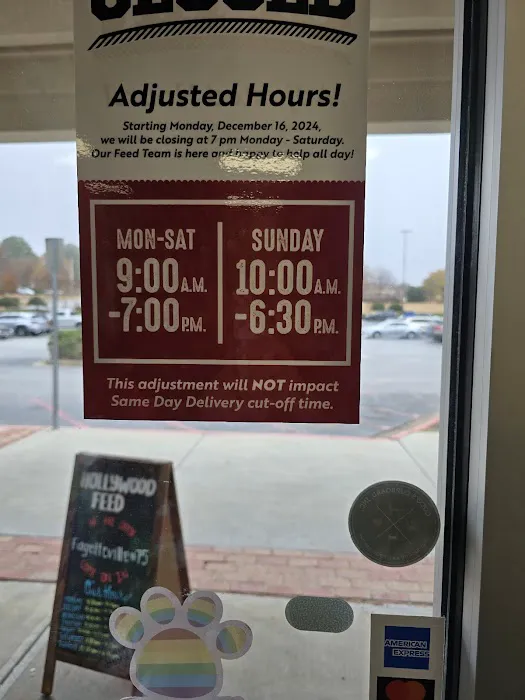 CLOSED
Adjusted Hours!
Starting Monday, December 16, 2024,
we will be closing at 7 pm Monday - Saturday.
Our Feed Team is here and happy to help all day!
MON-SAT
9:00 A.M.
-7:00 P.M.
SUNDAY
10:00 A.M.
-6:30 P.M.
This adjustment will NOT impact
Same Day Delivery cut-off time.
HOLLYWOOD
FEED
Fayetteville #75
AMERICAN
EXPRESS